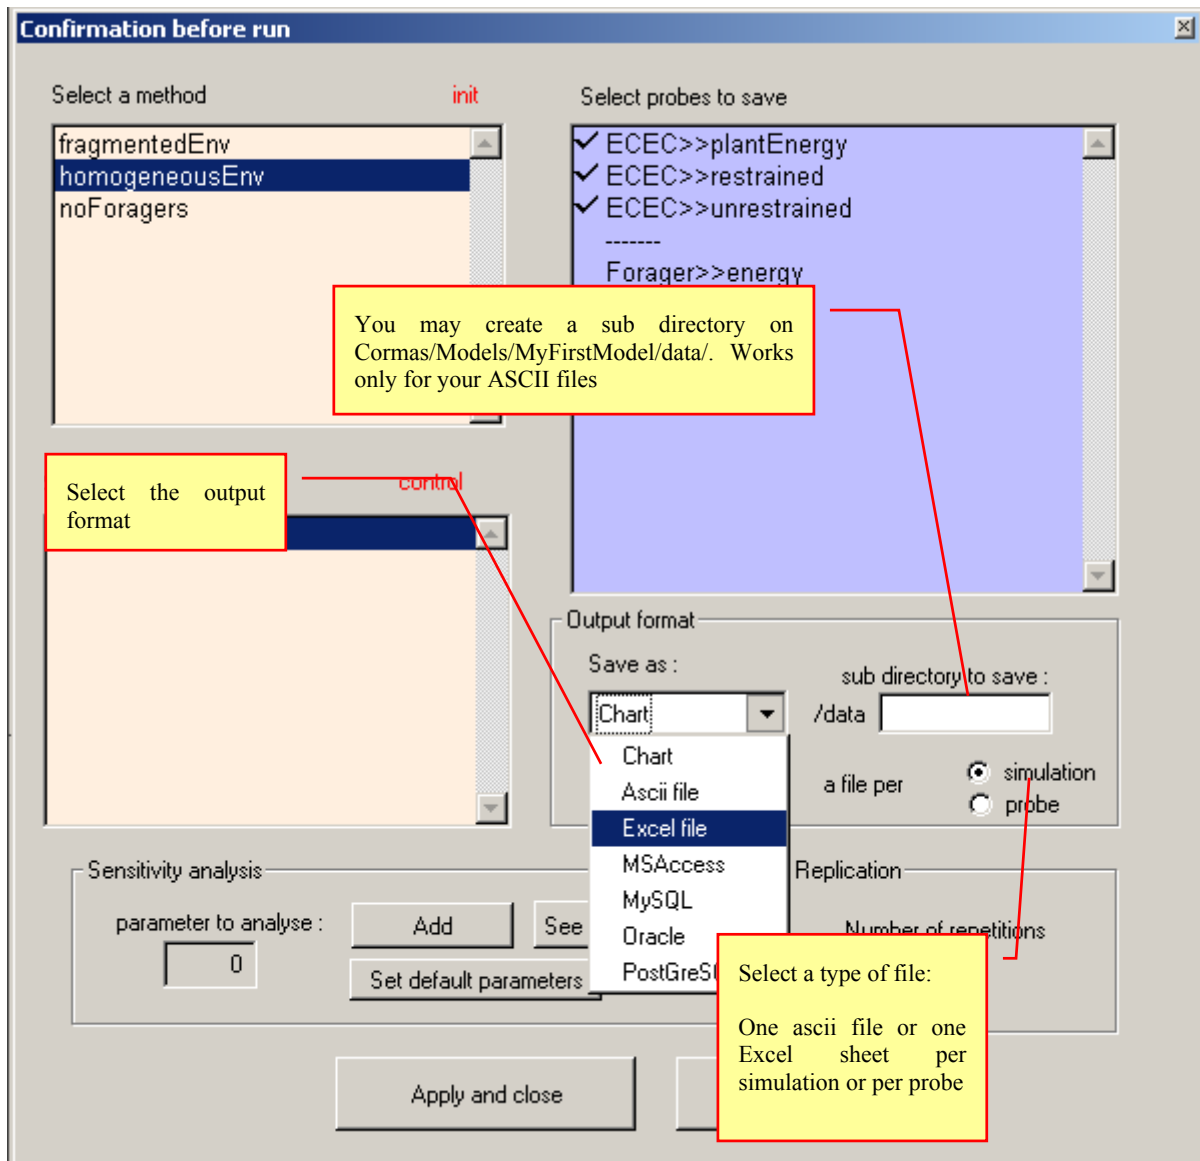 Confirmation before run
Select a method
init
fragmentedEnv
homogeneousEnv
noForagers
Select probes to save
ECEC>>plantEnergy
ECEC>>restrained
ECEC>>unrestrained
-------
Forager>>energy
You may create a sub directory on
Cormas/Models/MyFirstModel/data/. Works
only for your ASCII files
Select the output
format
control
Output format
Save as :
Chart
Chart
Ascii file
Excel file
MSAccess
MySQL
Oracle
PostGreS
sub directory to save :
/data
a file per
simulation
probe
Sensitivity analysis
parameter to analyse :
0
Add
See
Set default parameters
Replication
Number of repetitions
Select a type of file:
One ascii file or one
Excel sheet per
simulation or per probe
Apply and close